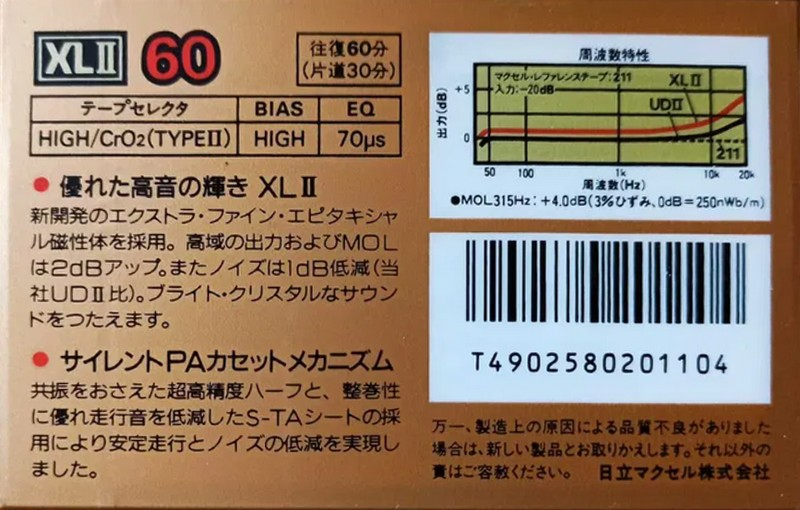 XLⅡ 60
往復60分
(片道30分)
テープセレクタ BIAS EQ
HIGH/CrO2(TYPEⅡ) HIGH 70μs
● 優れた高音の輝き XLⅡ
新開発のエクストラ・ファイン・エピタキシャ
ル磁性体を採用。高域の出力およびMOL
は2dBアップ。またノイズは1dB低減(当
社UDⅡ比)。ブライト・クリスタルなサウン
ドをつたえます。
● サイレントPAカセットメカニズム
共振をおさえた超高精度ハーフと、整巻性
に優れ走行音を低減したS-TAシートの採
用により安定走行とノイズの低減を実現し
ました。
周波数特性
マクセル・レファレンステープ:211
入力:-20dB
XLⅡ
UDⅡ
211
出力(dB)
+5
0
50 100 1k 10k 20k
周波数(Hz)
●MOL315Hz:+4.0dB(3%ひずみ、0dB=250nWb/m)
T4902580201104
万一、製造上の原因による品質不良がありました
場合は、新しい製品とお取りかえします。それ以外の
責はご容赦ください。 日立マクセル株式会社